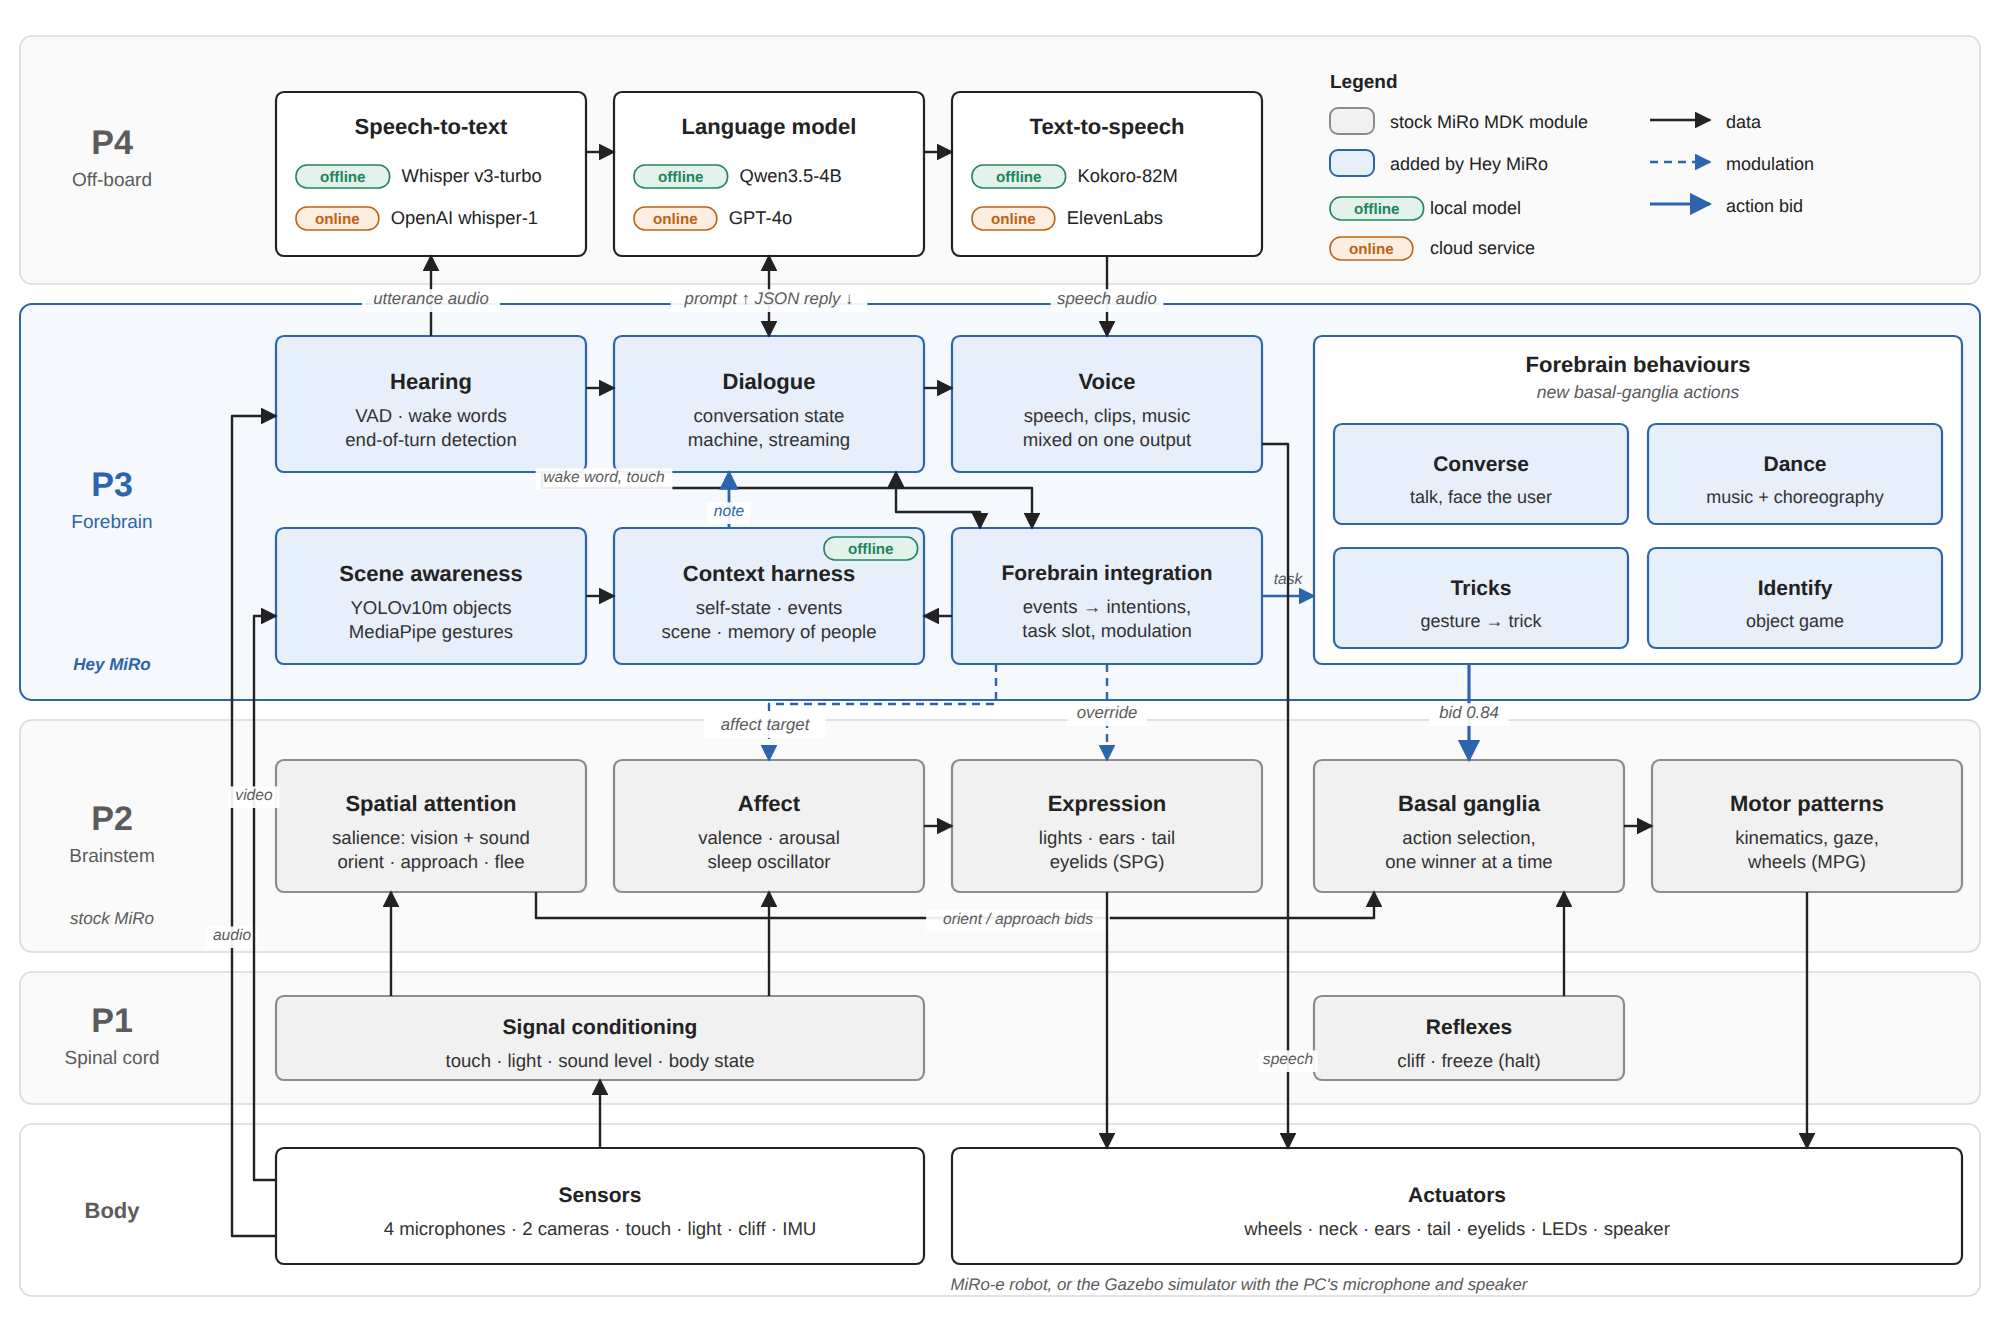 P4
Off-board
Speech-to-text
offline Whisper v3-turbo
online OpenAI whisper-1
Language model
offline Qwen3.5-4B
online GPT-4o
Text-to-speech
offline Kokoro-82M
online ElevenLabs
Legend
stock MiRo MDK module
added by Hey MiRo
offline local model
online cloud service
data
modulation
action bid
utterance audio
prompt ↑ JSON reply ↓
speech audio
P3
Forebrain
Hey MiRo
Hearing
VAD · wake words
end-of-turn detection
Dialogue
conversation state
machine, streaming
Voice
speech, clips, music
mixed on one output
Forebrain behaviours
new basal-ganglia actions
Converse
talk, face the user
Dance
music + choreography
Tricks
gesture → trick
Identify
object game
wake word, touch
note
Scene awareness
YOLOv10m objects
MediaPipe gestures
offline
Context harness
self-state · events
scene · memory of people
Forebrain integration
events → intentions,
task slot, modulation
task
affect target
override
bid 0.84
P2
Brainstem
stock MiRo
video
audio
Spatial attention
salience: vision + sound
orient · approach · flee
Affect
valence · arousal
sleep oscillator
Expression
lights · ears · tail
eyelids (SPG)
Basal ganglia
action selection,
one winner at a time
Motor patterns
kinematics, gaze,
wheels (MPG)
orient / approach bids
P1
Spinal cord
Signal conditioning
touch · light · sound level · body state
speech
Reflexes
cliff · freeze (halt)
Body
Sensors
4 microphones · 2 cameras · touch · light · cliff · IMU
Actuators
wheels · neck · ears · tail · eyelids · LEDs · speaker
MiRo-e robot, or the Gazebo simulator with the PC's microphone and speaker